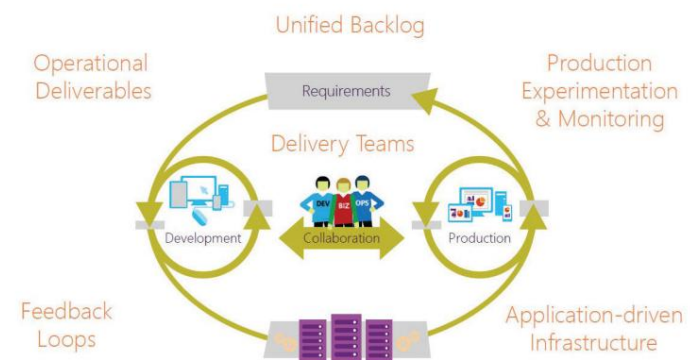 Unified Backlog
Operational
Deliverables
Production
Experimentation
& Monitoring
Requirements
Delivery Teams
DEV
BIZ
OPS
Development
Collaboration
Production
Feedback
Loops
Application-driven
Infrastructure